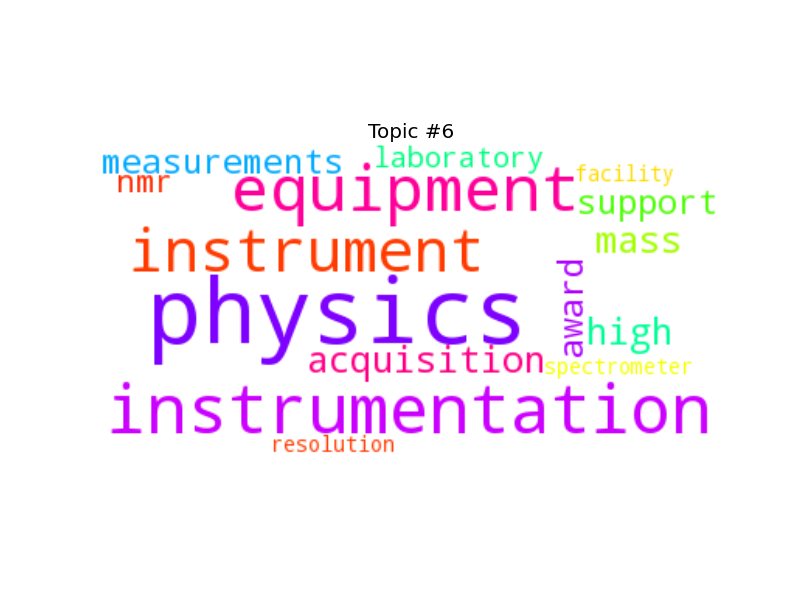 Topic #6
measurements
laboratory
nmr
equipment
facility
support
instrument
mass
physics
award
high
acquisition
spectrometer
instrumentation
resolution